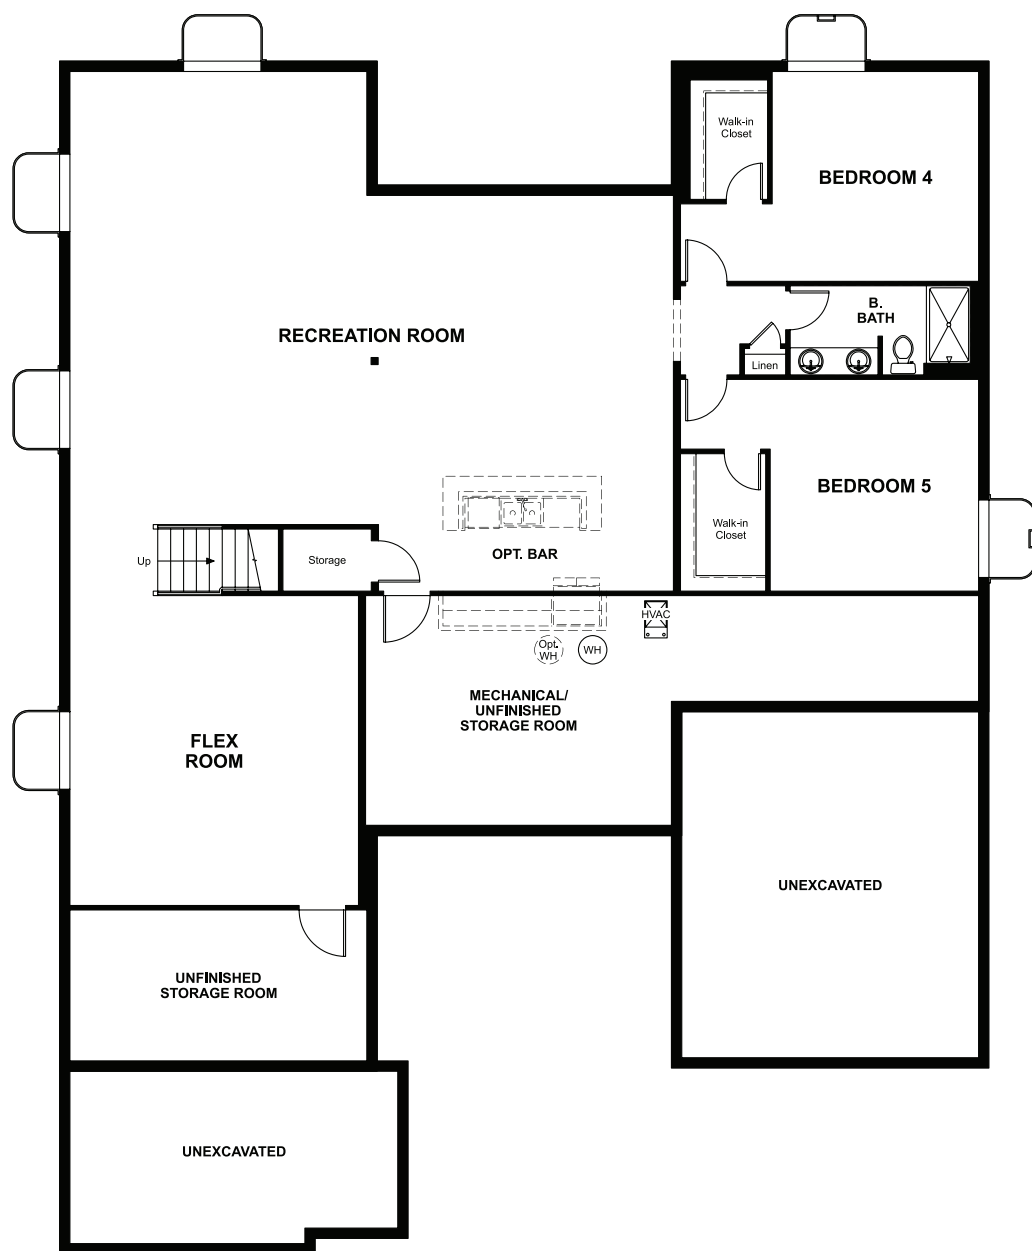 Walk-in
Closet
BEDROOM 4
B.
BATH
RECREATION ROOM
Linen
BEDROOM 5
Walk-in
Closet
OPT. BAR
Up
Storage
HVAC
Opt.
WH
WH
MECHANICAL/
UNFINISHED
STORAGE ROOM
FLEX
ROOM
UNEXCAVATED
UNFINISHED
STORAGE ROOM
UNEXCAVATED